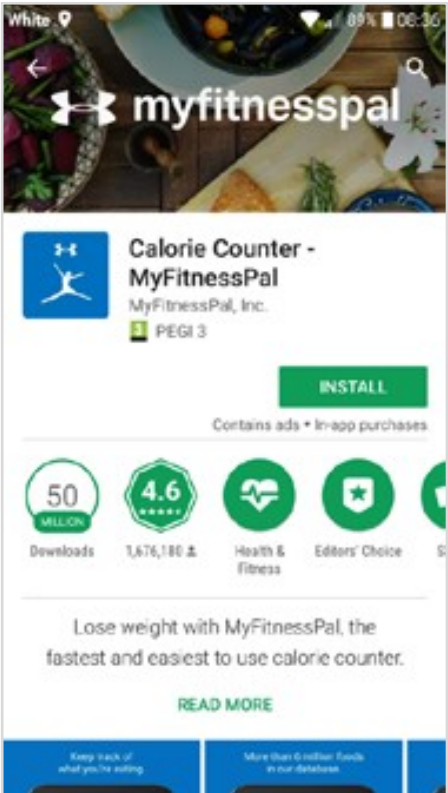 White
89% 08:36
myfitnesspal
Calorie Counter -
MyFitnessPal
MyFitnessPal, Inc.
3 PEGI 3
INSTALL
Contains ads • In-app purchases
50
MILLION
Downloads
4.6
1,676,180
Health &
Fitness
Editors' Choice
S
Lose weight with MyFitnessPal, the
fastest and easiest to use calorie counter.
READ MORE
Keep track of
what you're eating.
More than 6 million foods
in our database.